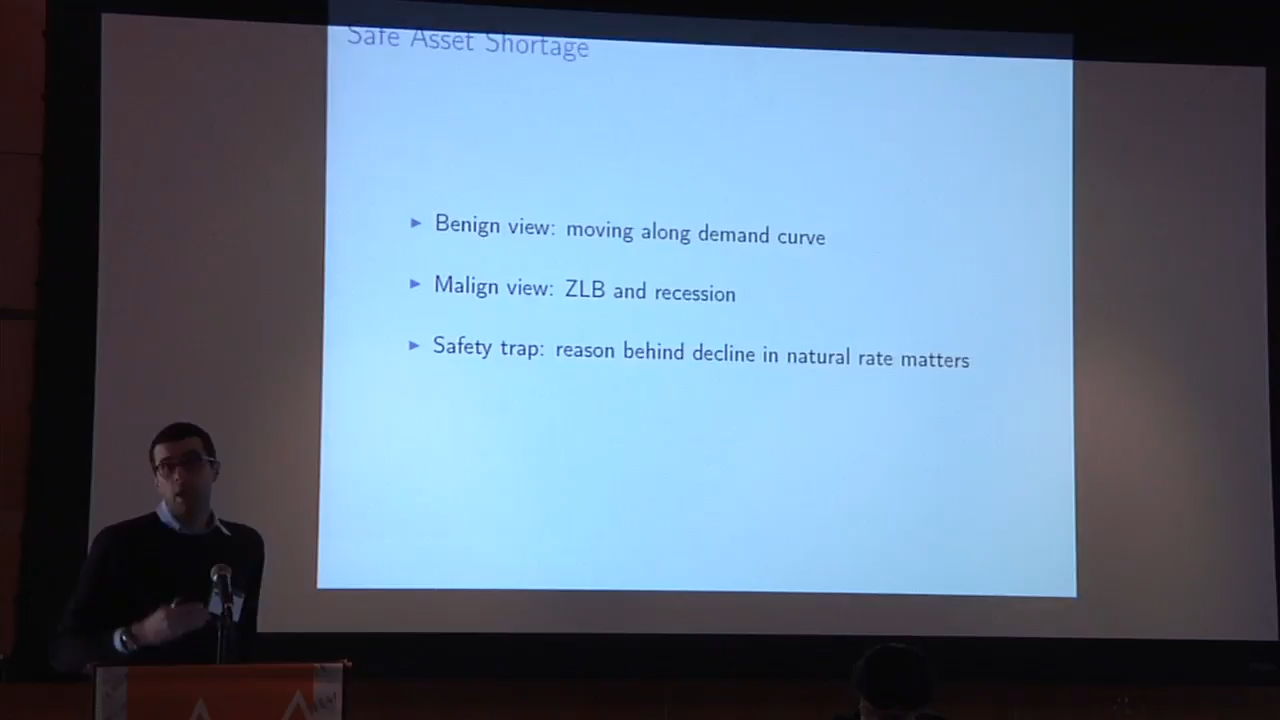 Safe Asset Shortage
Benign view: moving along demand curve
Malign view: ZLB and recession
Safety trap: reason behind decline in natural rate matters